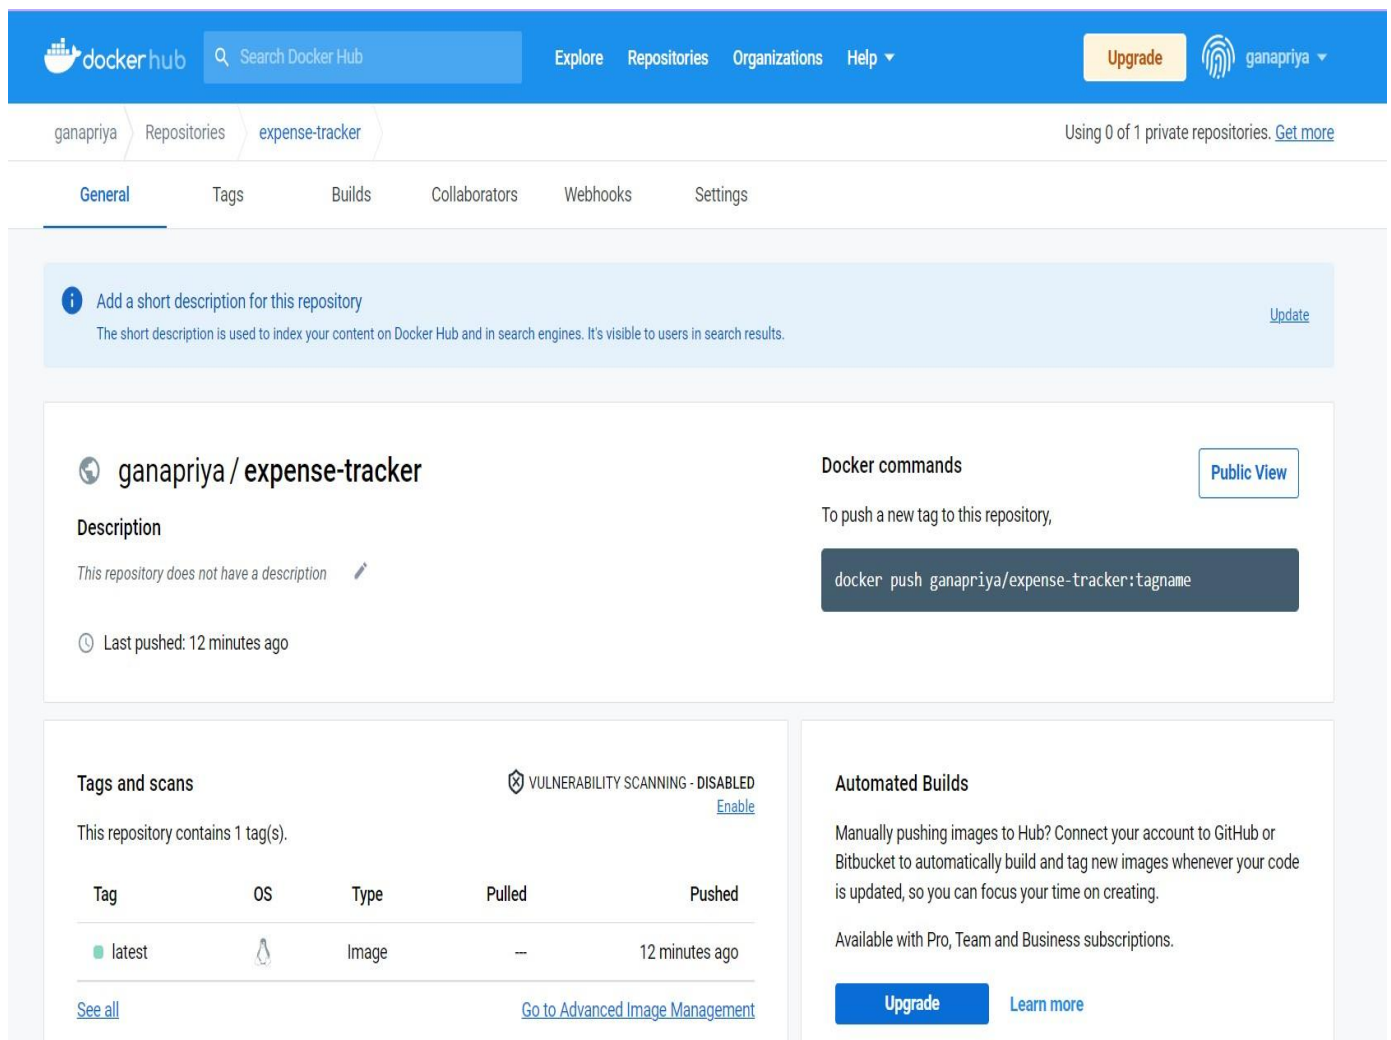 dockerhub
Search Docker Hub
Explore
Repositories
Organizations
Help
Upgrade
ganapriya
ganapriya
Repositories
expense-tracker
Using 0 of 1 private repositories. Get more
General
Tags
Builds
Collaborators
Webhooks
Settings
Add a short description for this repository
The short description is used to index your content on Docker Hub and in search engines. It's visible to users in search results.
Update
ganapriya / expense-tracker
Description
This repository does not have a description
Last pushed: 12 minutes ago
Docker commands
Public View
To push a new tag to this repository,
docker push ganapriya/expense-tracker:tagname
Tags and scans
VULNERABILITY SCANNING - DISABLED
Enable
This repository contains 1 tag(s).
Tag OS Type Pulled Pushed
latest Image --- 12 minutes ago
See all
Go to Advanced Image Management
Automated Builds
Manually pushing images to Hub? Connect your account to GitHub or
Bitbucket to automatically build and tag new images whenever your code
is updated, so you can focus your time on creating.
Available with Pro, Team and Business subscriptions.
Upgrade
Learn more